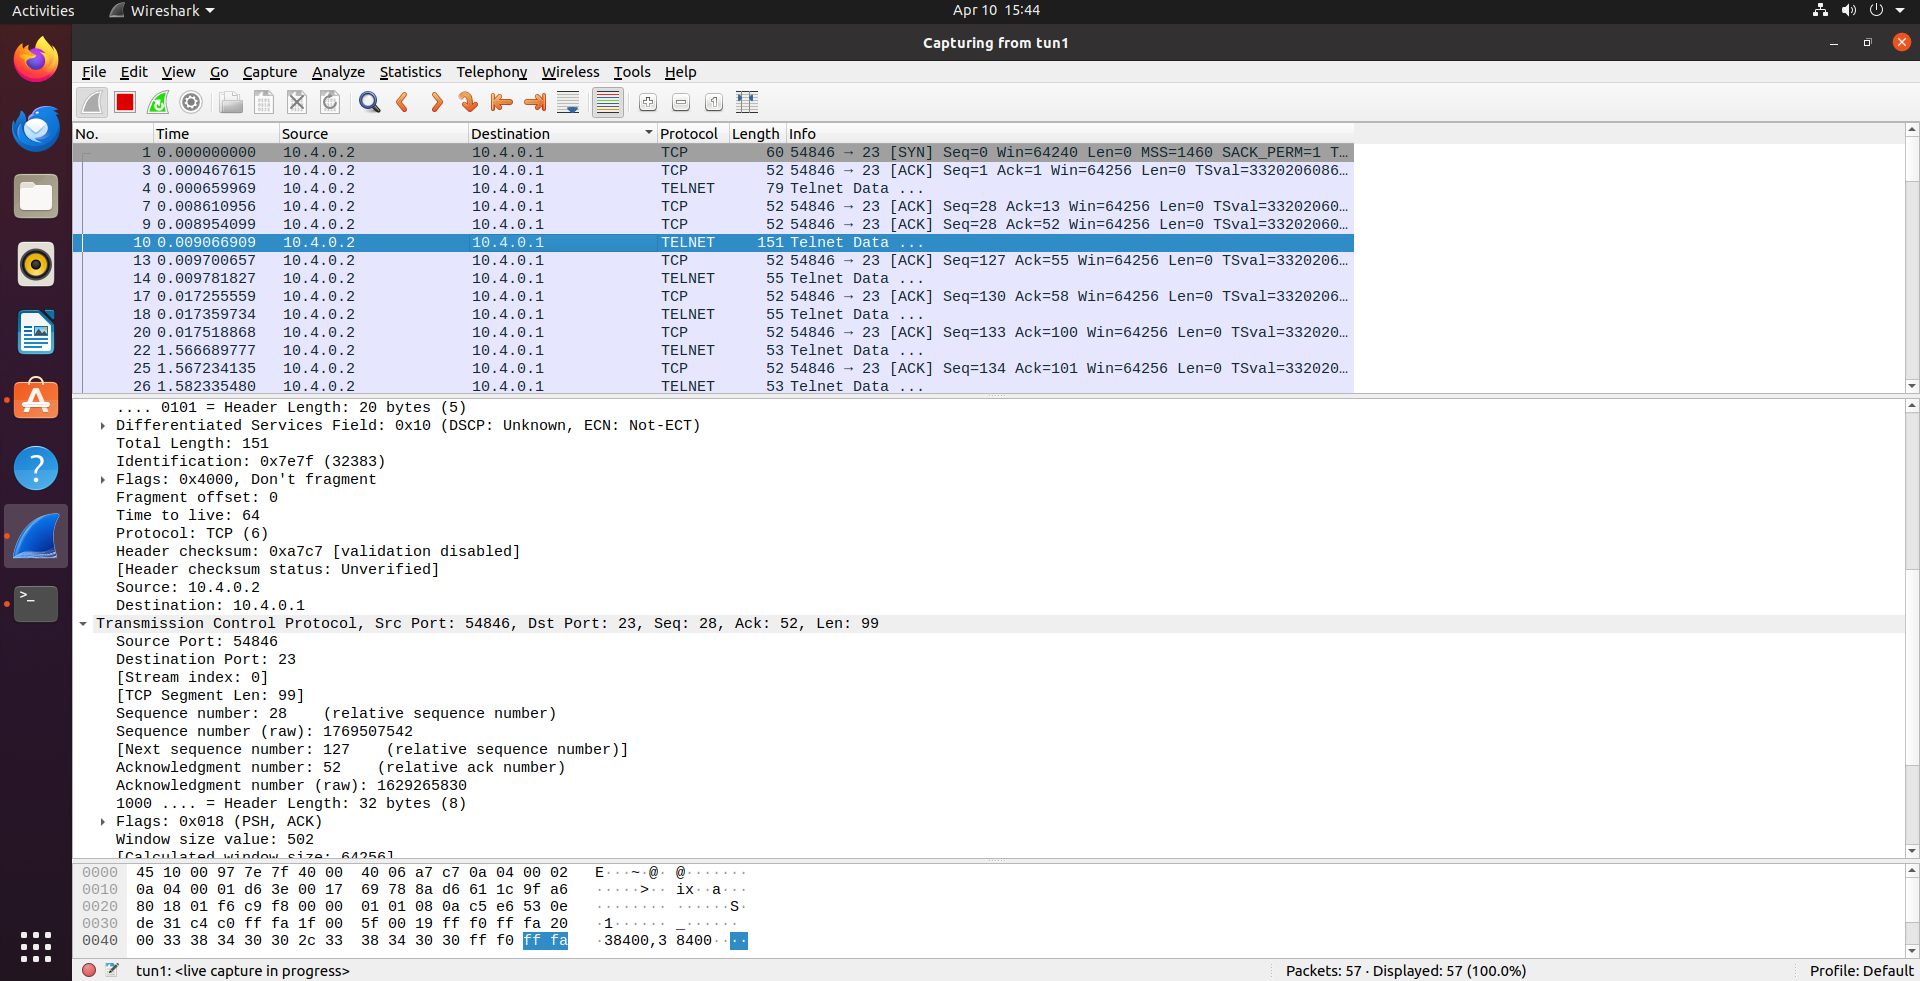 Activities Wireshark Apr 10 15:44
Capturing from tun1
File Edit View Go Capture Analyze Statistics Telephony Wireless Tools Help
No. Time Source Destination Protocol Length Info
1 0.000000000 10.4.0.2 10.4.0.1 TCP 60 54846 → 23 [SYN] Seq=0 Win=64240 Len=0 MSS=1460 SACK_PERM=1 T…
3 0.000467615 10.4.0.2 10.4.0.1 TCP 52 54846 → 23 [ACK] Seq=1 Ack=1 Win=64256 Len=0 TSval=3320206086…
4 0.000659969 10.4.0.2 10.4.0.1 TELNET 79 Telnet Data ...
7 0.008610956 10.4.0.2 10.4.0.1 TCP 52 54846 → 23 [ACK] Seq=28 Ack=13 Win=64256 Len=0 TSval=33202060…
9 0.008954099 10.4.0.2 10.4.0.1 TCP 52 54846 → 23 [ACK] Seq=28 Ack=52 Win=64256 Len=0 TSval=33202060…
10 0.009066909 10.4.0.2 10.4.0.1 TELNET 151 Telnet Data ...
13 0.009700657 10.4.0.2 10.4.0.1 TCP 52 54846 → 23 [ACK] Seq=127 Ack=55 Win=64256 Len=0 TSval=3320206…
14 0.009781827 10.4.0.2 10.4.0.1 TELNET 55 Telnet Data ...
17 0.017255559 10.4.0.2 10.4.0.1 TCP 52 54846 → 23 [ACK] Seq=130 Ack=58 Win=64256 Len=0 TSval=3320206…
18 0.017359734 10.4.0.2 10.4.0.1 TELNET 55 Telnet Data ...
20 0.017518868 10.4.0.2 10.4.0.1 TCP 52 54846 → 23 [ACK] Seq=133 Ack=100 Win=64256 Len=0 TSval=332020…
22 1.566689777 10.4.0.2 10.4.0.1 TELNET 53 Telnet Data ...
25 1.567234135 10.4.0.2 10.4.0.1 TCP 52 54846 → 23 [ACK] Seq=134 Ack=101 Win=64256 Len=0 TSval=332020…
26 1.582335480 10.4.0.2 10.4.0.1 TELNET 53 Telnet Data ...
.... 0101 = Header Length: 20 bytes (5)
Differentiated Services Field: 0x10 (DSCP: Unknown, ECN: Not-ECT)
Total Length: 151
Identification: 0x7e7f (32383)
Flags: 0x4000, Don't fragment
Fragment offset: 0
Time to live: 64
Protocol: TCP (6)
Header checksum: 0xa7c7 [validation disabled]
[Header checksum status: Unverified]
Source: 10.4.0.2
Destination: 10.4.0.1
Transmission Control Protocol, Src Port: 54846, Dst Port: 23, Seq: 28, Ack: 52, Len: 99
Source Port: 54846
Destination Port: 23
[Stream index: 0]
[TCP Segment Len: 99]
Sequence number: 28 (relative sequence number)
Sequence number (raw): 1769507542
[Next sequence number: 127 (relative sequence number)]
Acknowledgment number: 52 (relative ack number)
Acknowledgment number (raw): 1629265830
1000 .... = Header Length: 32 bytes (8)
Flags: 0x018 (PSH, ACK)
Window size value: 502
[Calculated window size: 64256]
0000 45 10 00 97 7e 7f 40 00 40 06 a7 c7 0a 04 00 02 E···~·@· @·······
0010 0a 04 00 01 d6 3e 00 17 69 78 8a d6 61 1c 9f a6 ·····>·· ix··a···
0020 80 18 01 f6 c9 f8 00 00 01 01 08 0a c5 e6 53 0e ········ ······S·
0030 de 31 c4 c0 ff fa 1f 00 5f 00 19 ff f0 ff fa 20 ·1······ _······
0040 00 33 38 34 30 30 2c 33 38 34 30 30 ff f0 ff fa ·38400,3 8400····
tun1: <live capture in progress> Packets: 57 · Displayed: 57 (100.0%) Profile: Default